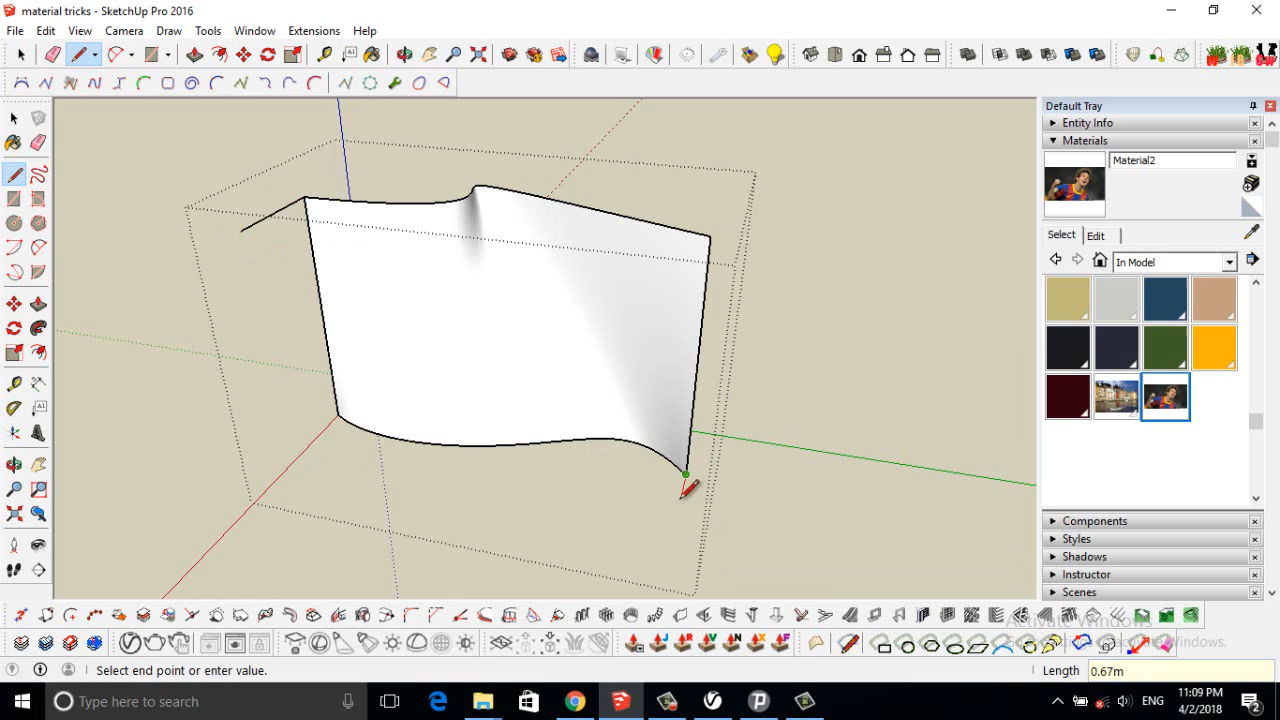 material tricks - SketchUp Pro 2016
File Edit View Camera Draw Tools Window Extensions Help
Default Tray
Entity Info
Materials
Material2
Select Edit
In Model
Components
Styles
Shadows
Instructor
Scenes
Activate Windows
Select end point or enter value.
Length 0.67m
Type here to search
ENG
11:09 PM
4/2/2018